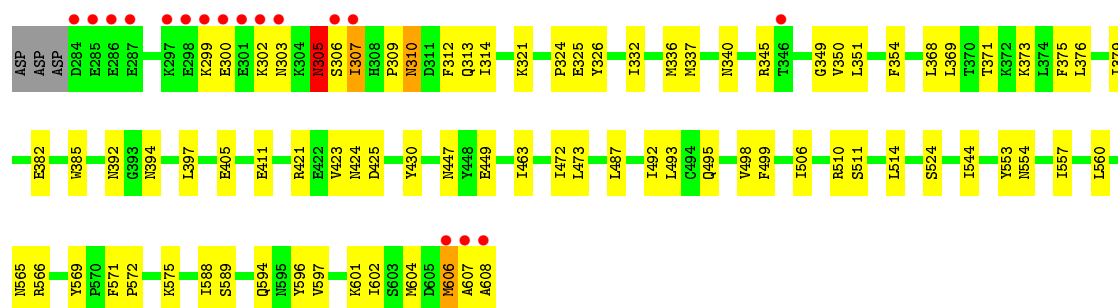 ASP ASP ASP D284 E285 E286 E287 K297 E298 K299 E300 E301 K302 N303 K304 N305 S306 I307 H308 P309 N310 D311 F312 Q313 I314 K321 P324 E325 Y326 I332 M336 M337 N340 R345 T346 G349 V350 L351 F354 L368 L369 T370 T371 K372 K373 L374 F375 L376
E382 W385 N392 G393 N394 L397 E405 E411 R421 E422 V423 N424 D425 Y430 N447 Y448 E449 I463 I472 L473 L487 I492 L493 C494 Q495 V498 F499 I506 R510 S511 L514 S524 I544 Y553 N554 I557 L560
N565 R566 Y569 P570 F571 P572 K575 I588 S589 Q594 N595 Y596 V597 K601 I602 S603 M604 D605 M606 A607 A608